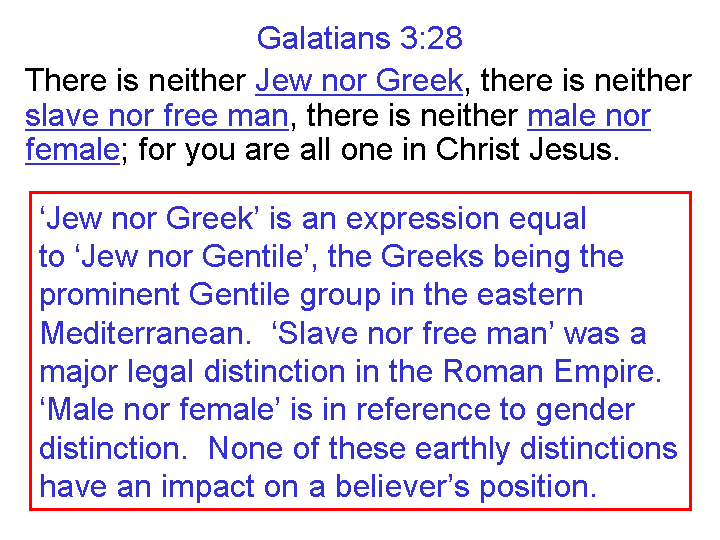 Galatians 3:28
There is neither Jew nor Greek, there is neither
slave nor free man, there is neither male nor
female; for you are all one in Christ Jesus.
‘Jew nor Greek’ is an expression equal
to ‘Jew nor Gentile’, the Greeks being the
prominent Gentile group in the eastern
Mediterranean.  ‘Slave nor free man’ was a
major legal distinction in the Roman Empire.
‘Male nor female’ is in reference to gender
distinction.  None of these earthly distinctions
have an impact on a believer’s position.